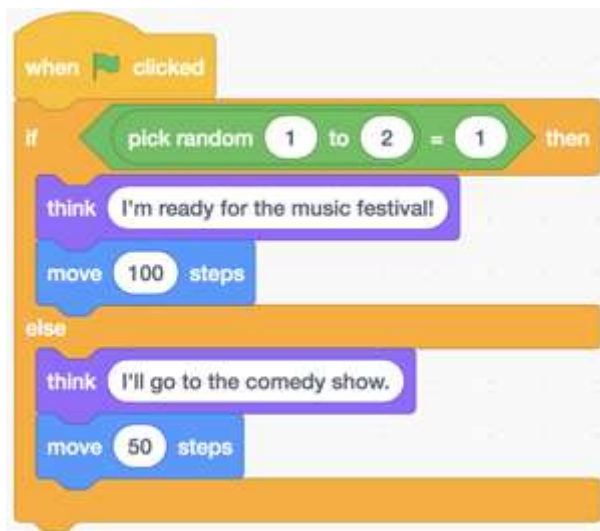 when clicked
if pick random 1 to 2 = 1 then
think I'm ready for the music festival!
move 100 steps
else
think I'll go to the comedy show.
move 50 steps